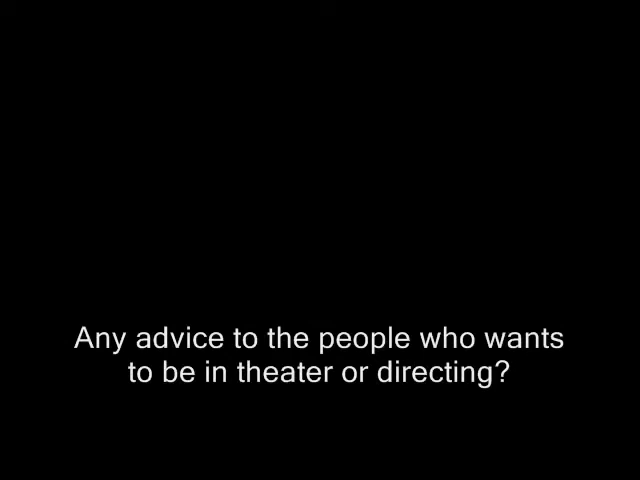 Any advice to the people who wants
to be in theater or directing?